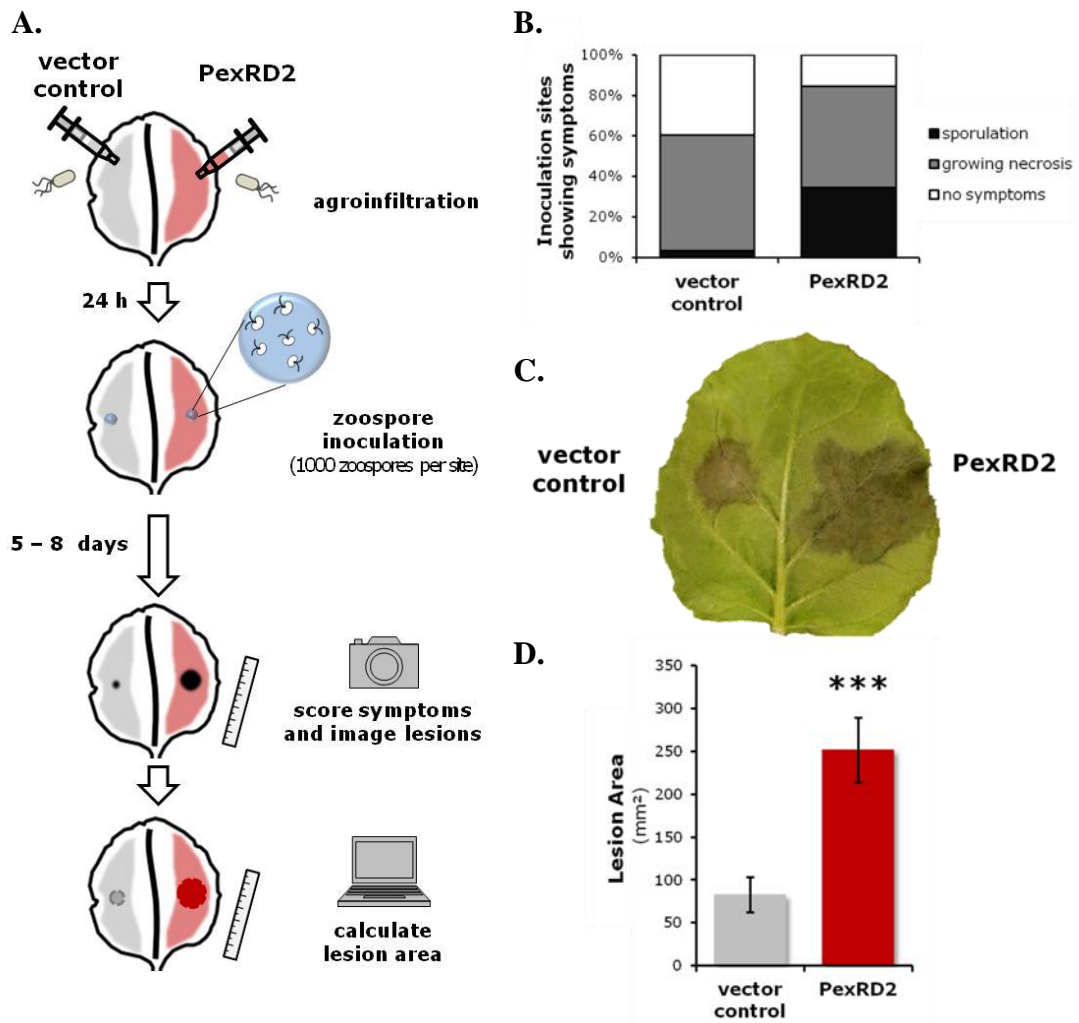 A.
vector
control
PexRD2
agroinfiltration
24 h
zoospore
inoculation
(1000 zoospores per site)
5 – 8 days
score symptoms
and image lesions
calculate
lesion area
B.
Inoculation sites
showing symptoms
100%
80%
60%
40%
20%
0%
vector
control
PexRD2
sporulation
growing necrosis
no symptoms
C.
vector
control
PexRD2
D.
Lesion Area
(mm²)
350
300
250
200
150
100
50
0
***
vector
control
PexRD2